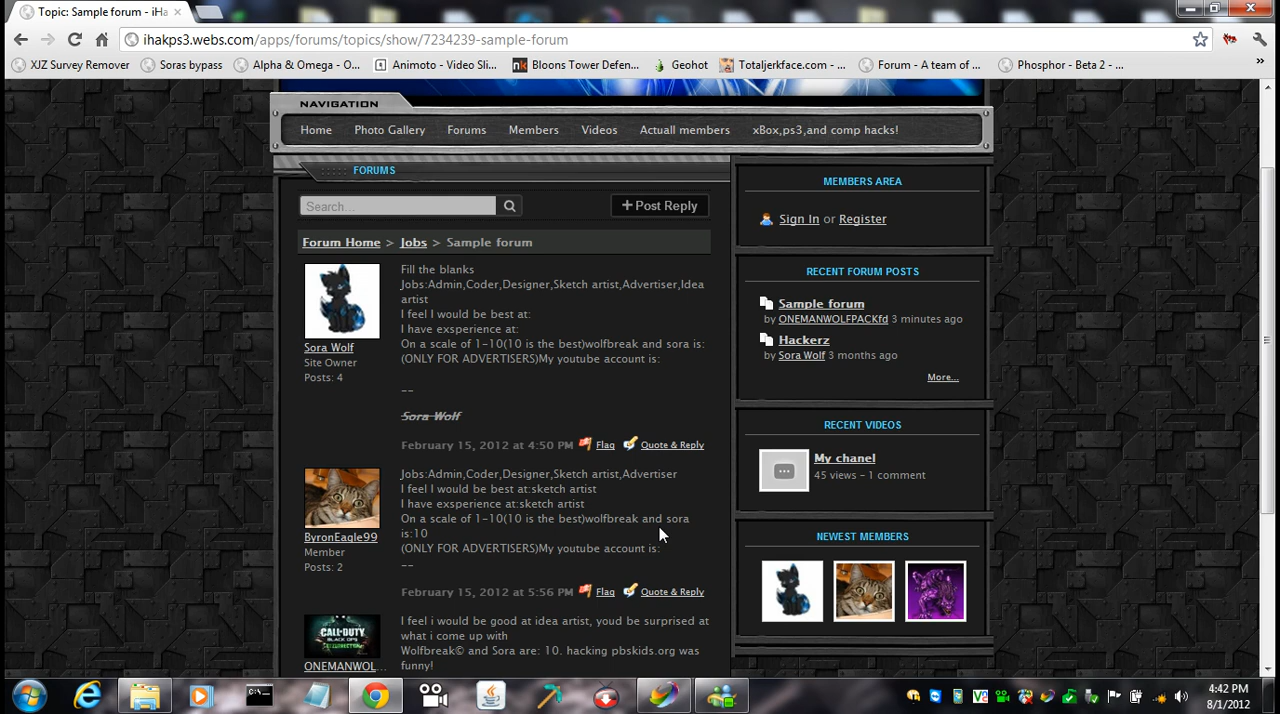 Topic: Sample forum - iHa
ihakps3.webs.com/apps/forums/topics/show/7234239-sample-forum
XJZ Survey Remover
Soras bypass
Alpha & Omega - O...
Animoto - Video Sli...
Bloons Tower Defen...
Geohot
Totaljerkface.com - ...
Forum - A team of ...
Phosphor - Beta 2 - ...
NAVIGATION
Home
Photo Gallery
Forums
Members
Videos
Actuall members
xBox,ps3,and comp hacks!
FORUMS
Search...
+ Post Reply
Forum Home > Jobs > Sample forum
Sora Wolf
Site Owner
Posts: 4
Fill the blanks
Jobs:Admin,Coder,Designer,Sketch artist,Advertiser,Idea
artist
I feel I would be best at:
I have exsperience at:
On a scale of 1-10(10 is the best)wolfbreak and sora is:
(ONLY FOR ADVERTISERS)My youtube account is:
--
Sora Wolf
February 15, 2012 at 4:50 PM
Flag
Quote & Reply
ByronEagle99
Member
Posts: 2
Jobs:Admin,Coder,Designer,Sketch artist,Advertiser
I feel I would be best at:sketch artist
I have exsperience at:sketch artist
On a scale of 1-10(10 is the best)wolfbreak and sora
is:10
(ONLY FOR ADVERTISERS)My youtube account is:
--
February 15, 2012 at 5:56 PM
Flag
Quote & Reply
CALL OF DUTY
BLACK OPS
ONEMANWOL...
I feel i would be good at idea artist, youd be surprised at
what i come up with
Wolfbreak© and Sora are: 10. hacking pbskids.org was
funny!
MEMBERS AREA
Sign In or Register
RECENT FORUM POSTS
Sample forum
by ONEMANWOLFPACKfd 3 minutes ago
Hackerz
by Sora Wolf 3 months ago
More...
RECENT VIDEOS
My chanel
45 views - 1 comment
NEWEST MEMBERS
4:42 PM
8/1/2012